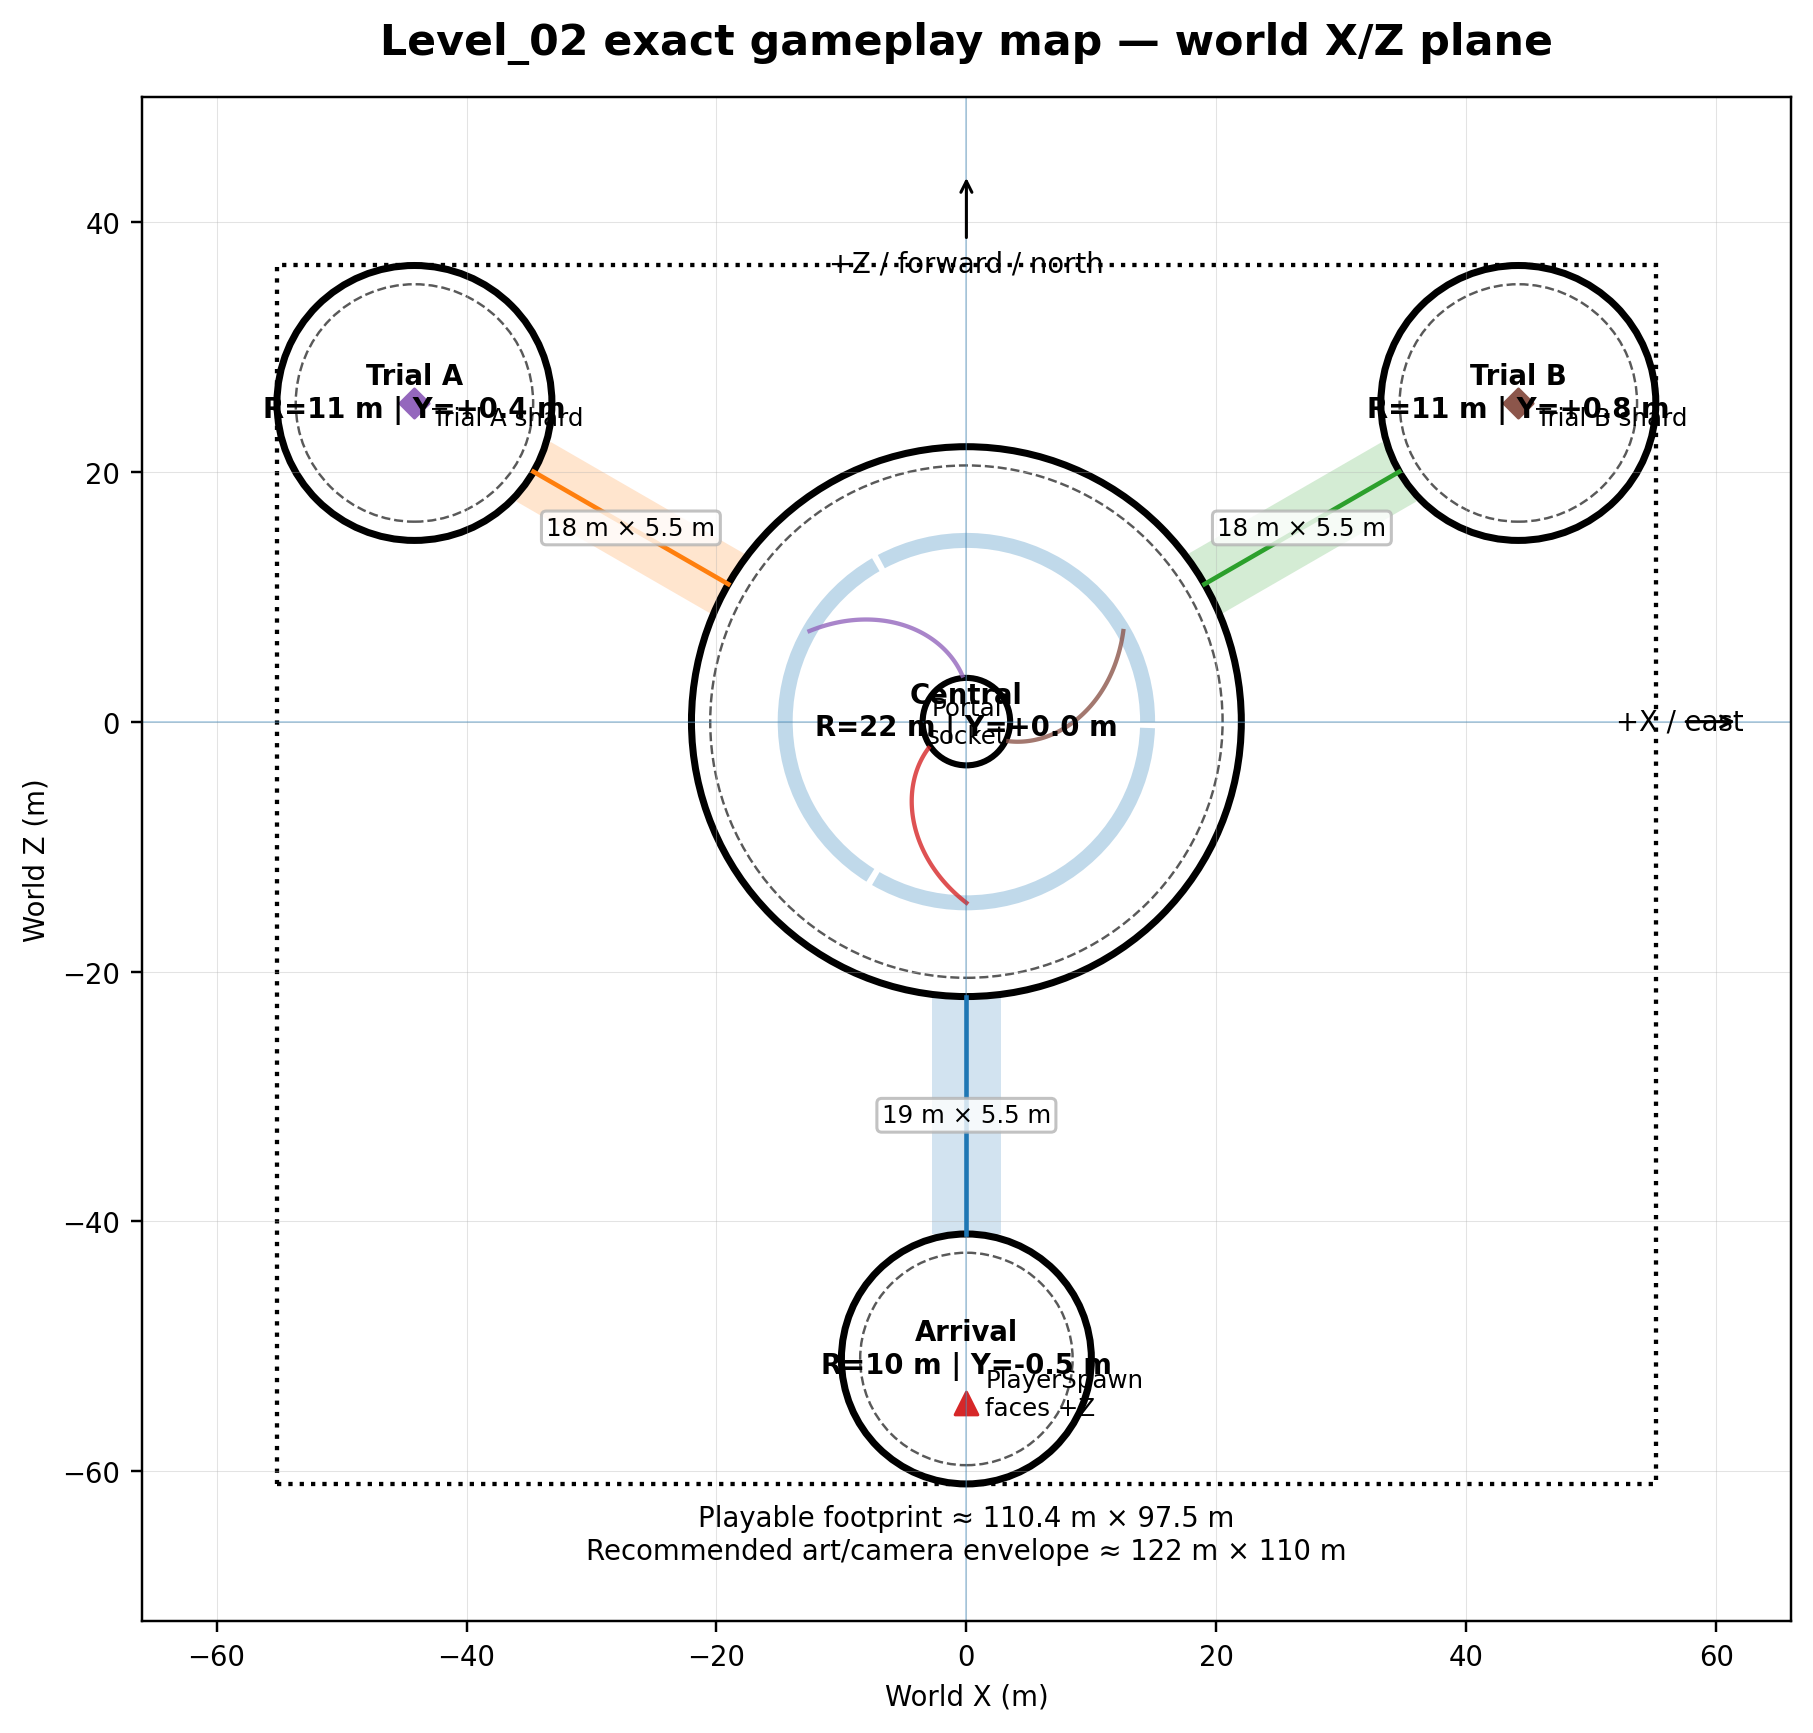 Level_02 exact gameplay map — world X/Z plane
40
20
0
−20
−40
−60
World Z (m)
+Z / forward / north
Trial A
R=11 m | Y=+0.4 m
Trial A shard
Trial B
R=11 m | Y=+0.8 m
Trial B shard
18 m × 5.5 m
18 m × 5.5 m
Central
R=22 m | Y=+0.0 m
Portal
socket
+X / east
19 m × 5.5 m
Arrival
R=10 m | Y=-0.5 m
PlayerSpawn
faces +Z
Playable footprint ≈ 110.4 m × 97.5 m
Recommended art/camera envelope ≈ 122 m × 110 m
−60
−40
−20
0
20
40
60
World X (m)